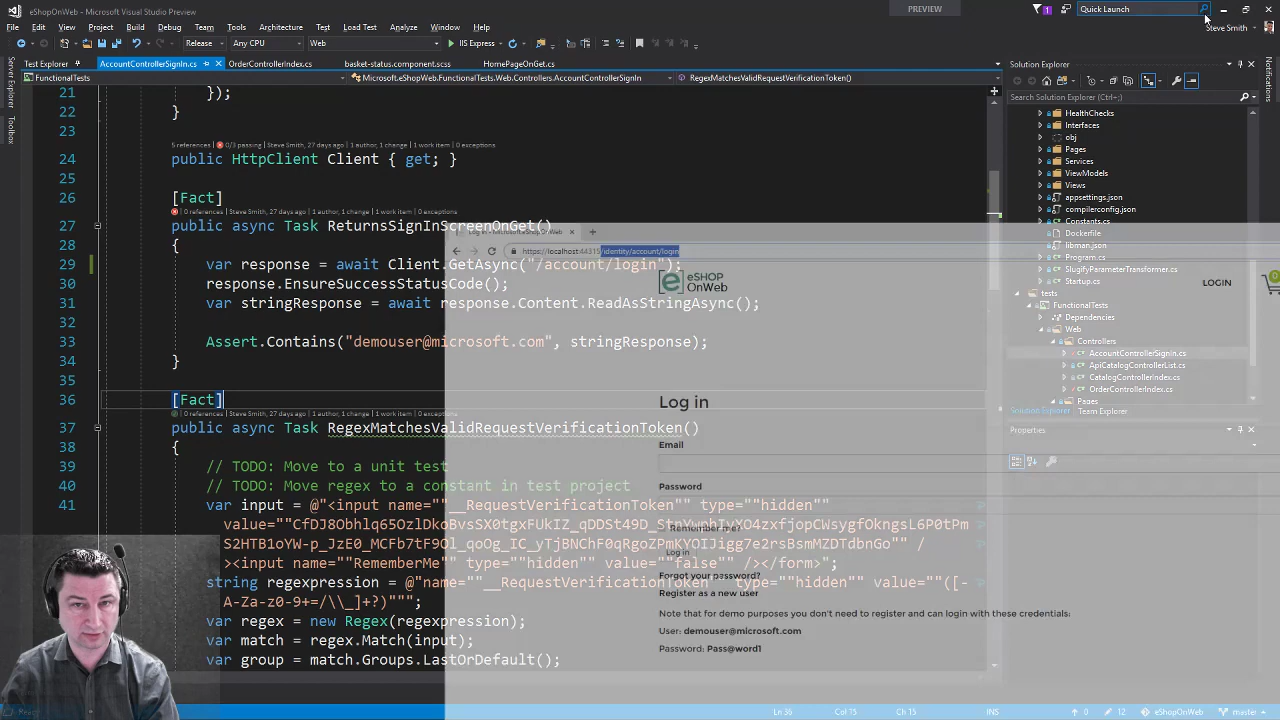 eShopOnWeb - Microsoft Visual Studio
PREVIEW
1
Quick Launch
File Edit View Project Build Debug Team Tools Architecture Test Analyze Window Help
Steve Smith
Release Any CPU Web IIS Express
Test Explorer AccountControllerSignIn.cs OrderControllerIndex.cs basket-status.component.scss HomePageOnGet.cs
FunctionalTests Microsoft.eShopWeb.FunctionalTests.Web.Controllers.AccountControllerSignIn RegexMatchesValidRequestVerificationToken()
Server Explorer
Toolbox
21 });
22 }
23
5 references | 0/3 passing | Steve Smith, 27 days ago | 1 author, 1 change | 1 work item | 0 exceptions
24 public HttpClient Client { get; }
25
26 [Fact]
0 references | Steve Smith, 27 days ago | 1 author, 1 change | 1 work item | 0 exceptions
27 public async Task ReturnsSignInScreenOnGet()
28 {
29 var response = await Client.GetAsync("/account/login");
30 response.EnsureSuccessStatusCode();
31 var stringResponse = await response.Content.ReadAsStringAsync();
32
33 Assert.Contains("demouser@microsoft.com", stringResponse);
34 }
35
36 [Fact]
0 references | Steve Smith, 27 days ago | 1 author, 1 change | 1 work item | 0 exceptions
37 public async Task RegexMatchesValidRequestVerificationToken()
38 {
39 // TODO: Move to a unit test
40 // TODO: Move regex to a constant in test project
41 var input = @"<input name=""__RequestVerificationToken"" type=""hidden""
string regexpression = @"name=""__RequestVerificationToken"" type=""hidden"" value=""([-
A-Za-z0-9+=/\\_]+?)""";
var regex = new Regex(regexpression);
var match = regex.Match(input);
var group = match.Groups.LastOrDefault();
https://localhost:44315/identity/account/login
eSHOP
OnWeb
LOGIN
0
Log in
Email
Password
Remember me?
Log in
Forgot your password?
Register as a new user
Note that for demo purposes you don't need to register and can login with these credentials:
User: demouser@microsoft.com
Password: Pass@word1
Solution Explorer
Search Solution Explorer (Ctrl+;)
HealthChecks
Interfaces
obj
Pages
Services
ViewModels
Views
appsettings.json
compilerconfig.json
Constants.cs
Dockerfile
libman.json
Program.cs
SlugifyParameterTransformer.cs
Startup.cs
tests
FunctionalTests
Dependencies
Web
Controllers
AccountControllerSignIn.cs
ApiCatalogControllerList.cs
CatalogControllerIndex.cs
OrderControllerIndex.cs
Pages
Solution Explorer Team Explorer
Properties
Notifications
Ready
Ln 36 Col 15 Ch 15 INS 0 12 eShopOnWeb master